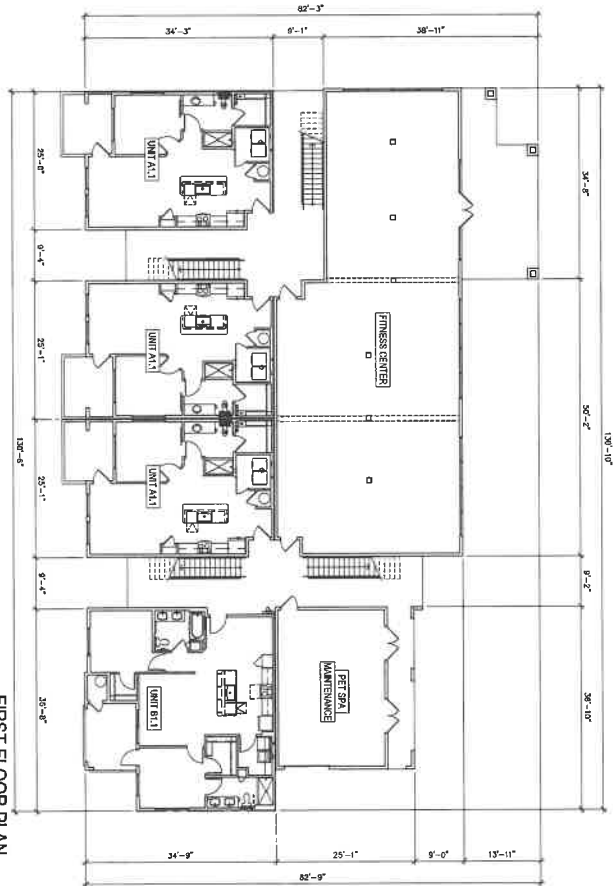 82'-3"
34'-3"
9'-1"
38'-11"
25'-8"
9'-4"
25'-1"
25'-1"
9'-4"
35'-8"
130'-6"
34'-8"
50'-2"
9'-2"
36'-10"
130'-10"
UNIT A1.1
UNIT A1.1
UNIT A1.1
UNIT B1.1
FITNESS CENTER
PET SPA \
MAINTENANCE
34'-9"
25'-1"
9'-0"
13'-11"
82'-9"
FIRST FLOOR PLAN